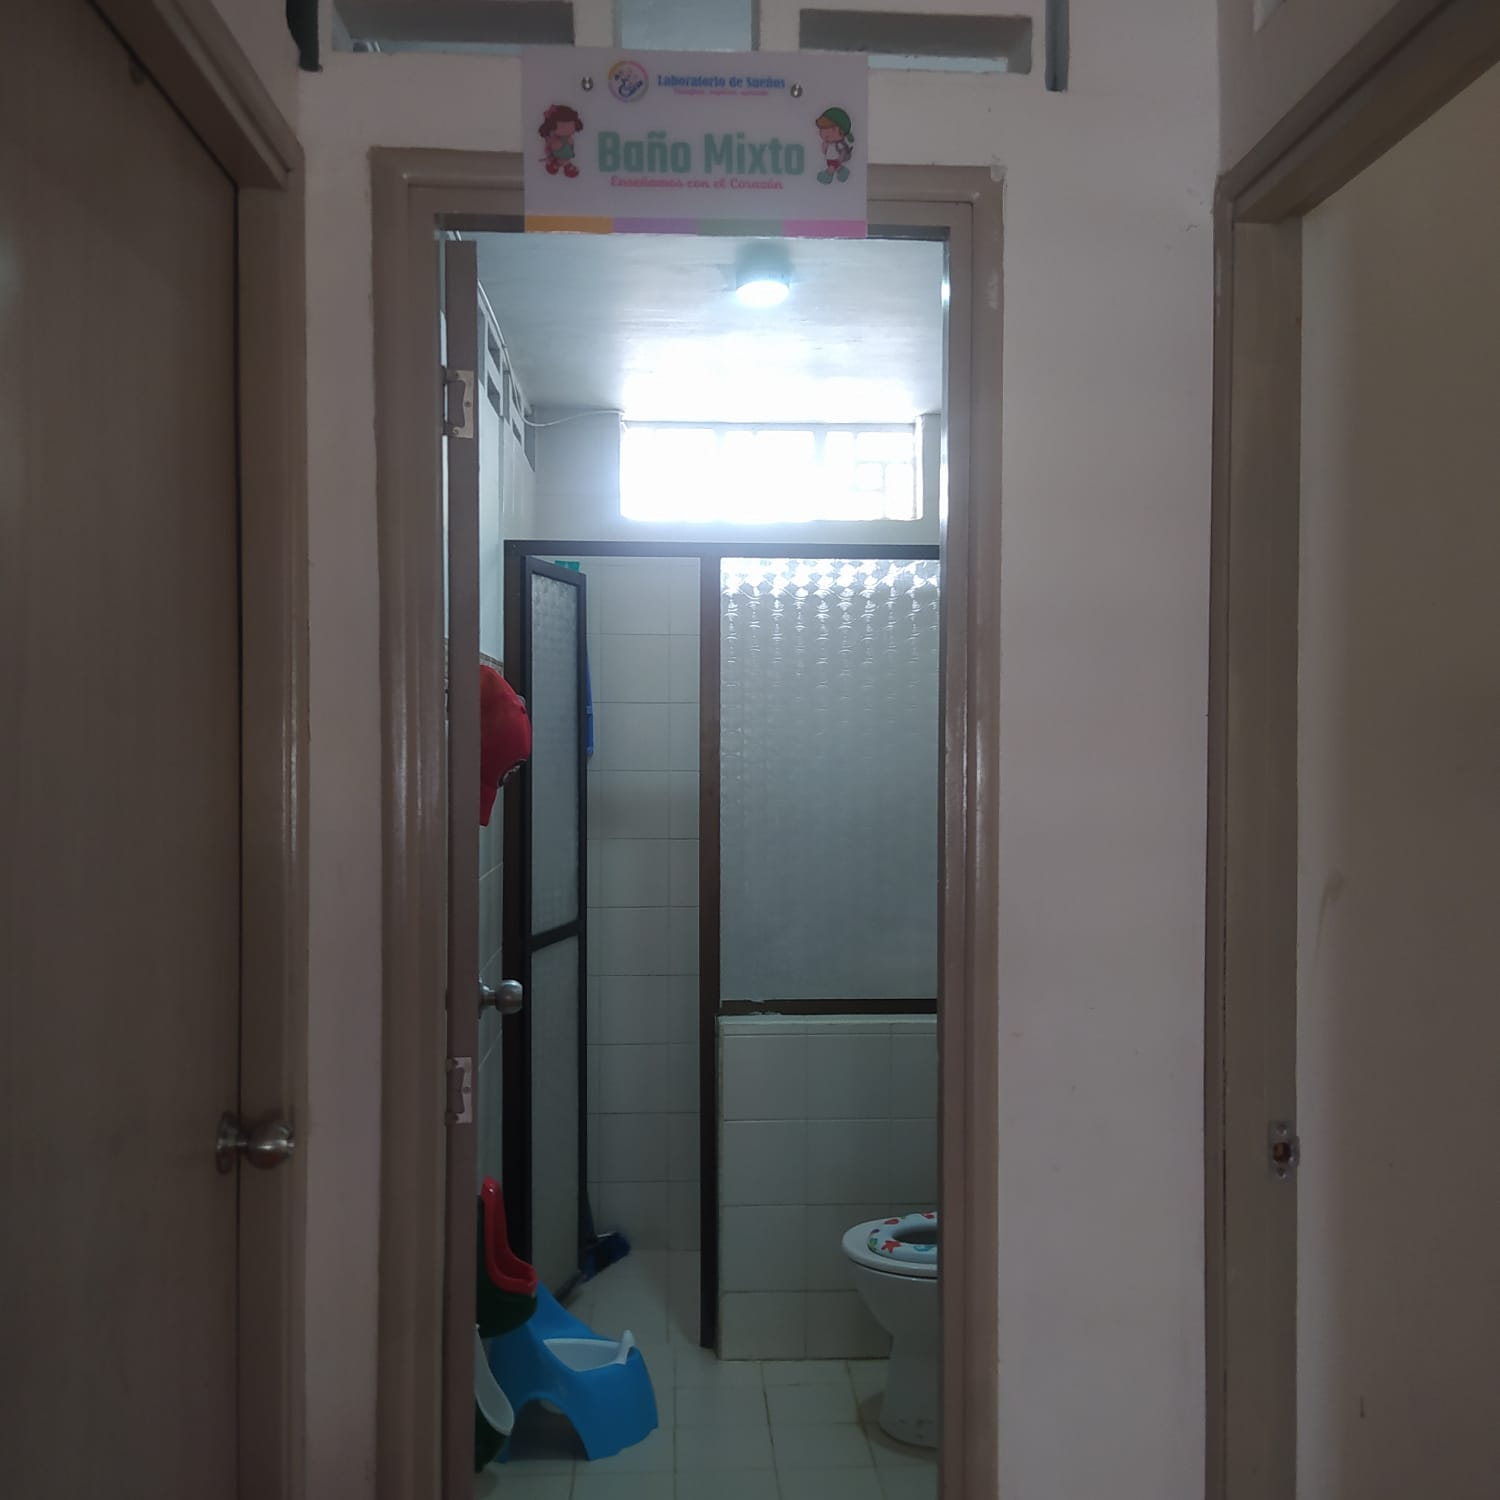 Laboratorio de Sueños
Baño Mixto
Enseñamos con el Corazón